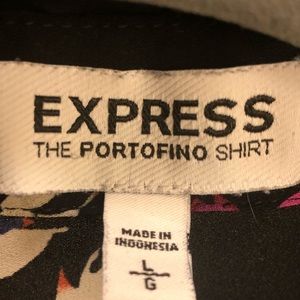 EXPRESS
THE PORTOFINO SHIRT
MADE IN
INDONESIA
L
G